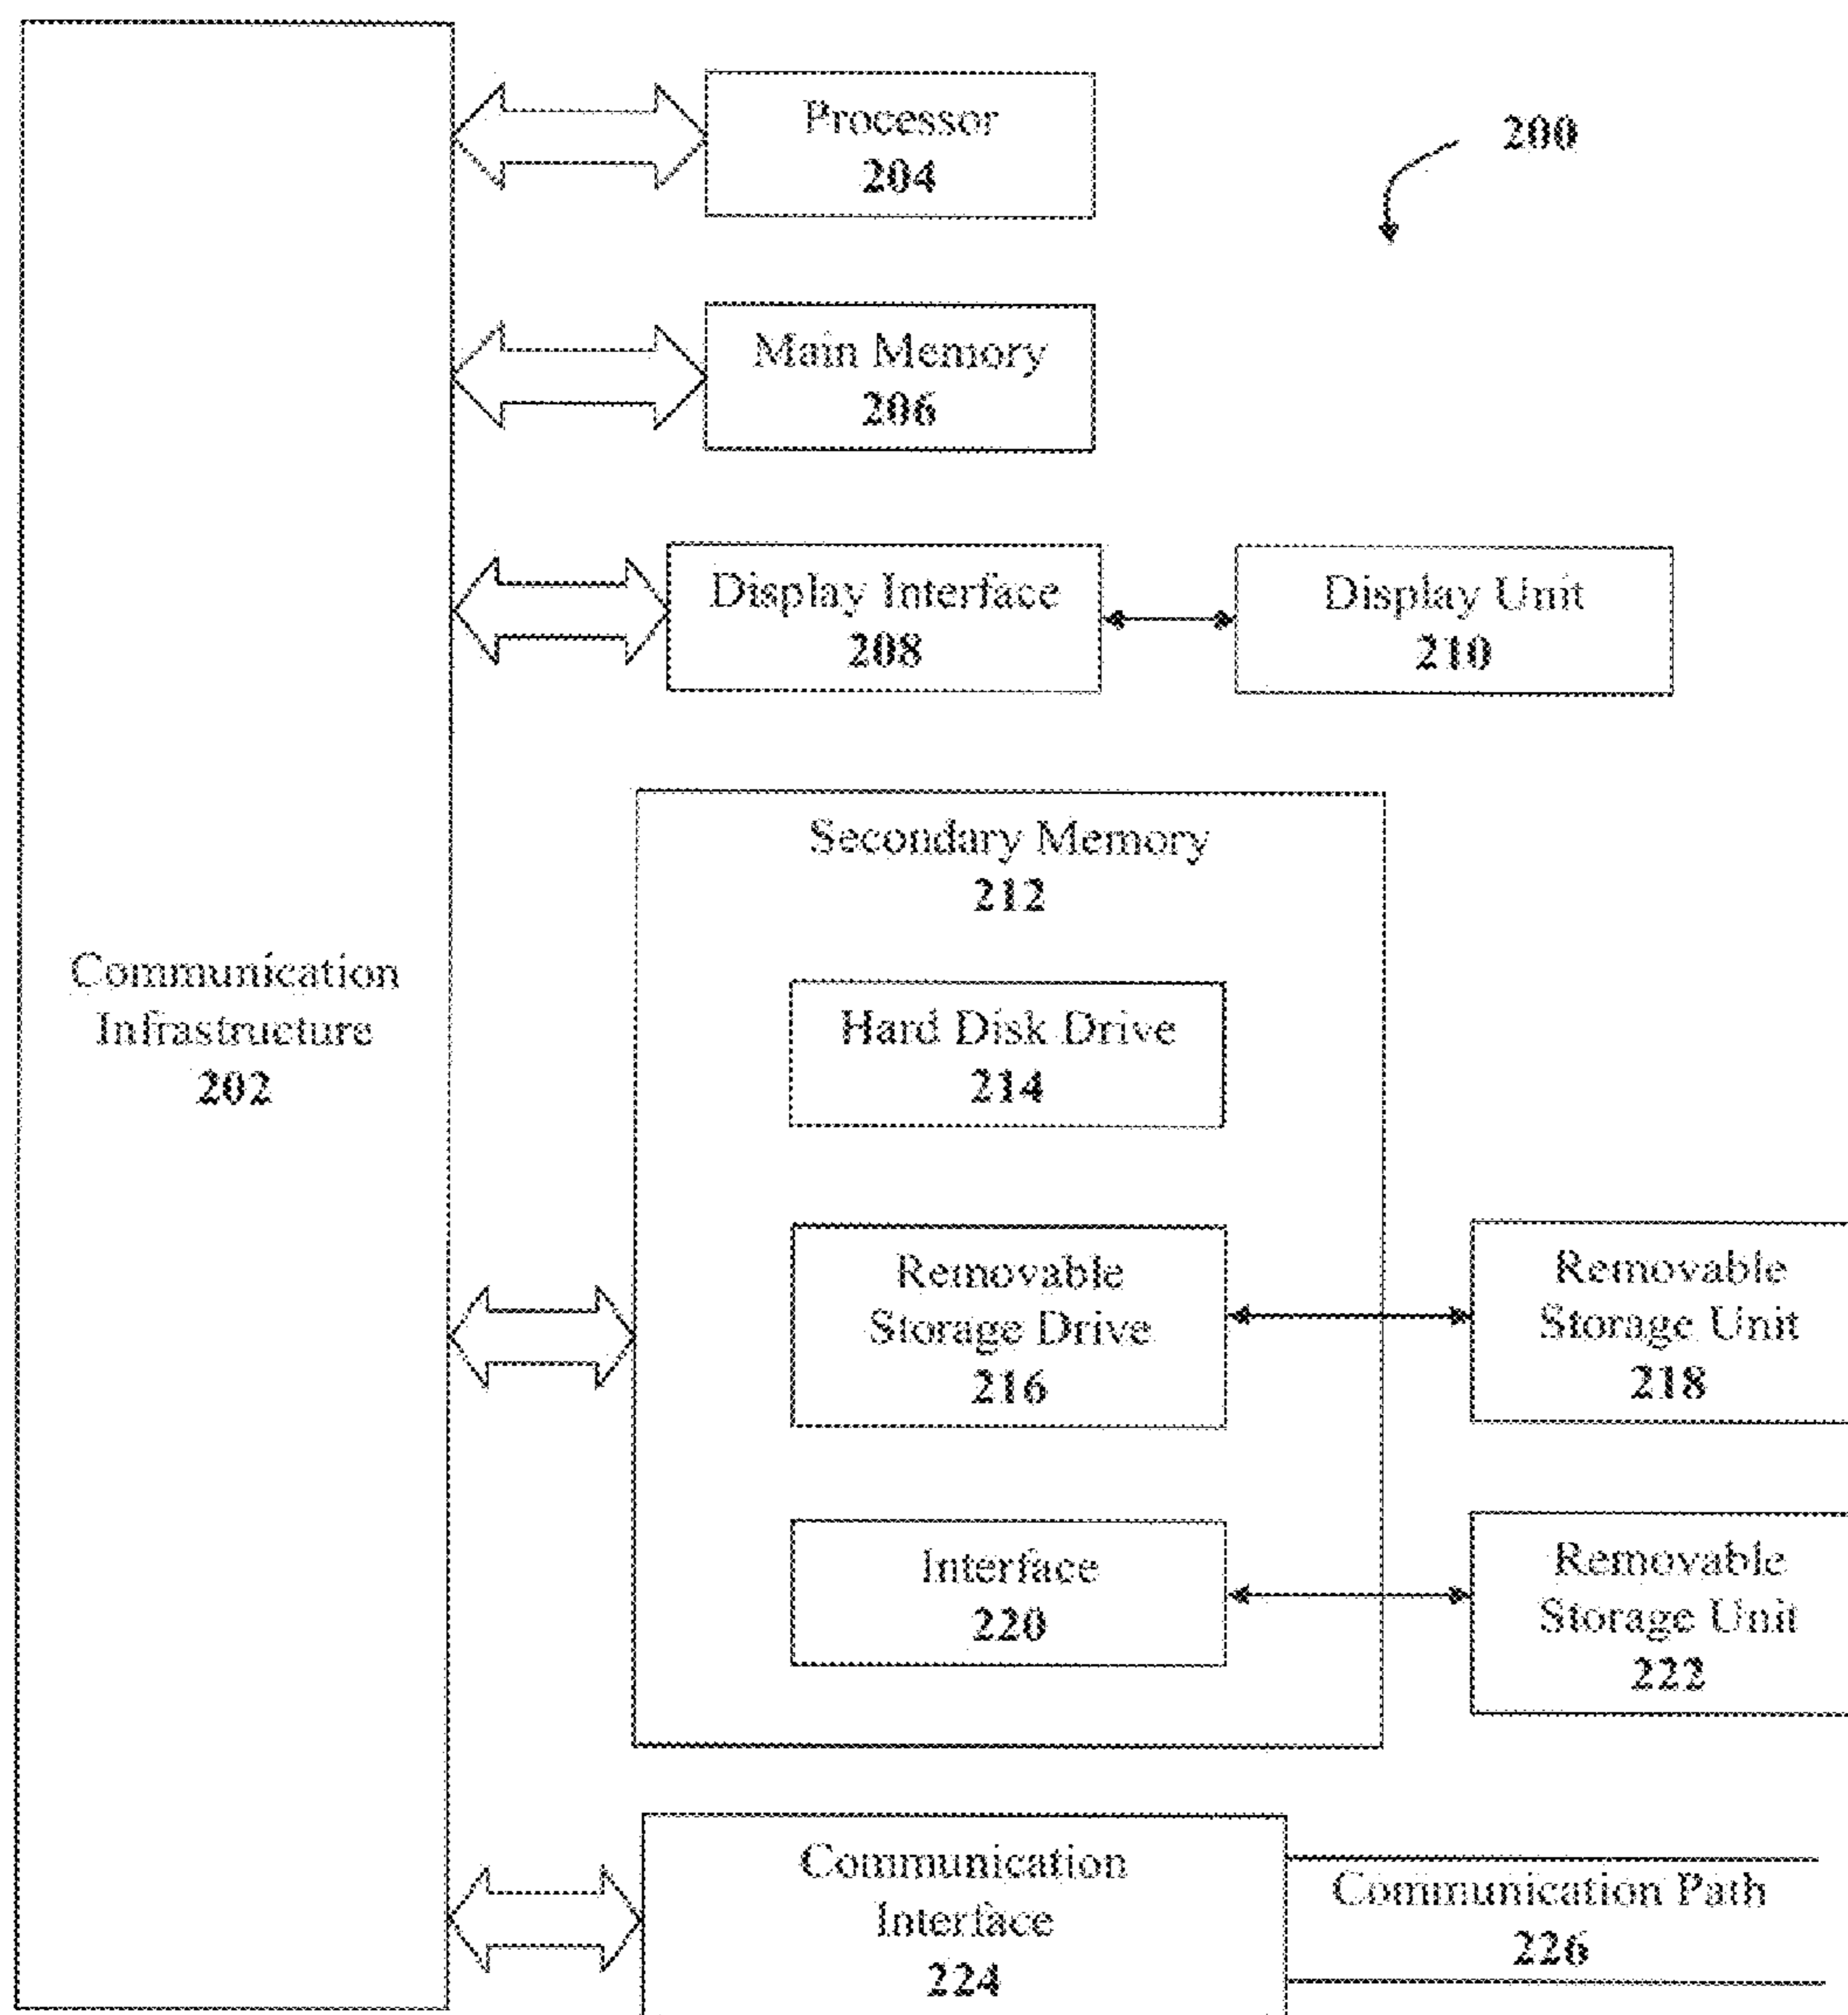 Processor
204
200
Main Memory
206
Display Interface
208
Display Unit
210
Secondary Memory
212
Communication
Infrastructure
202
Hard Disk Drive
214
Removable
Storage Drive
216
Removable
Storage Unit
218
Interface
220
Removable
Storage Unit
222
Communication
Interface
224
Communication Path
226